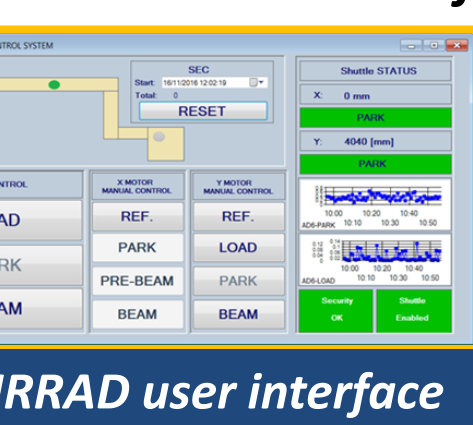 y
NTROL SYSTEM
SEC
Start: 16/11/2016 12:02:19
Total: 0
RESET
Shuttle STATUS
X: 0 mm
PARK
Y: 4040 [mm]
PARK
NTROL
AD
RK
AM
X MOTOR
MANUAL CONTROL
REF.
PARK
PRE-BEAM
BEAM
Y MOTOR
MANUAL CONTROL
REF.
LOAD
PARK
BEAM
10:00 10:20 10:40
AD6-PARK 10:10 10:30 10:50
10:00 10:20 10:40
AD6-LOAD 10:10 10:30 10:50
Security
OK
Shuttle
Enabled
IRRAD user interface